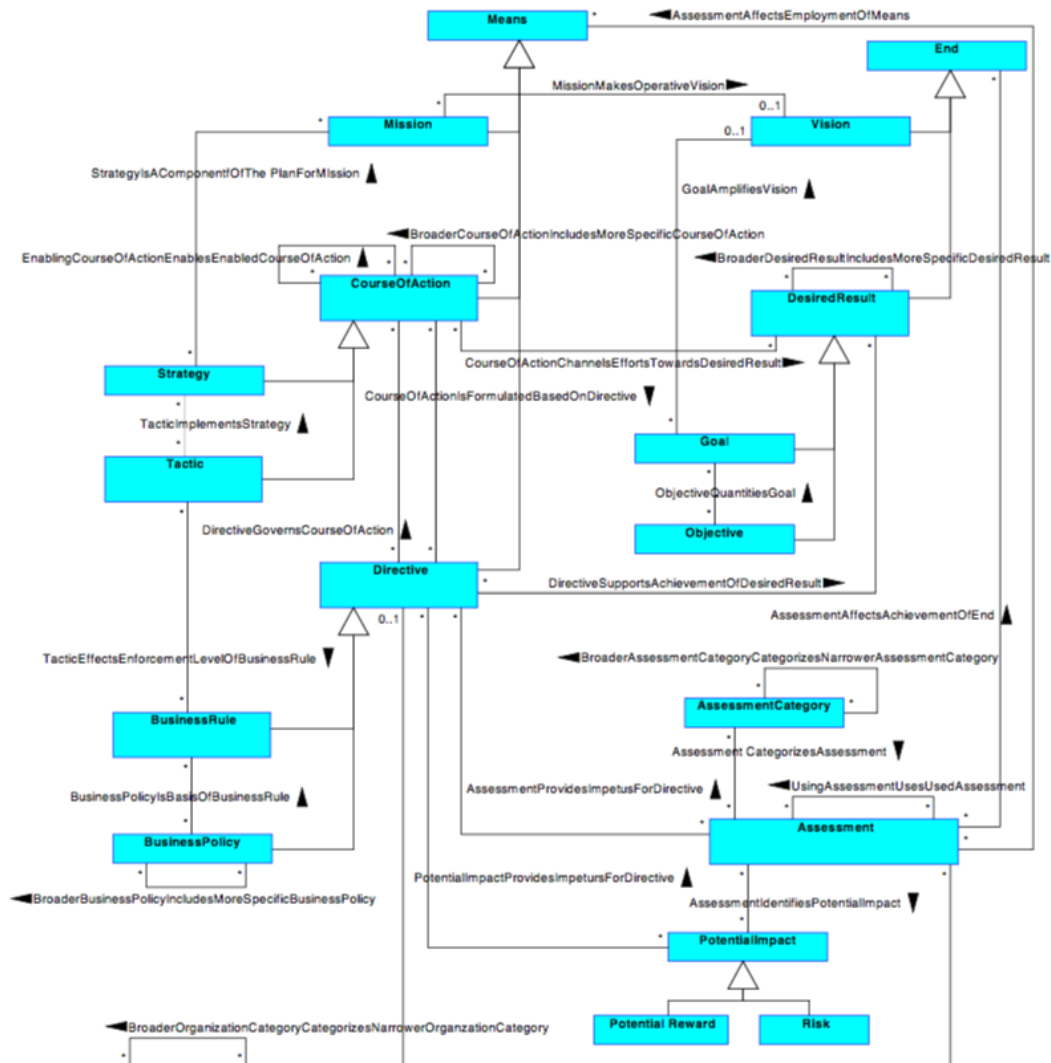 Means
* ◄AssessmentAffectsEmploymentOfMeans
End
*
MissionMakesOperativeVision►
* 0..1
* Mission 0..1 Vision
StrategyIsAComponentfOfThe PlanForMission ▲
GoalAmplifiesVision ▲
◄BroaderCourseOfActionIncludesMoreSpecificCourseOfAction
EnablingCourseOfActionEnablesEnabledCourseOfAction ▲
* * * *
◄BroaderDesiredResultIncludesMoreSpecificDesiredResult
* *
CourseOfAction
DesiredResult
* * * * *
* Strategy
CourseOfActionChannelsEffortsTowardsDesiredResult►
CourseOfActionIsFormulatedBasedOnDirective ▼
*
TacticImplementsStrategy ▲
*
* Goal
Tactic
*
ObjectiveQuantitiesGoal ▲
*
*
DirectiveGovernsCourseOfAction ▲
Objective
* *
Directive *
DirectiveSupportsAchievementOfDesiredResult►
0..1 * *
AssessmentAffectsAchievementOfEnd ▲
TacticEffectsEnforcementLevelOfBusinessRule ▼
◄BroaderAssessmentCategoryCategorizesNarrowerAssessmentCategory
*
*
BusinessRule
AssessmentCategory *
*
*
Assessment CategorizesAssessment ▼
BusinessPolicyIsBasisOfBusinessRule ▲
AssessmentProvidesImpetusForDirective ▲
◄UsingAssessmentUsesUsedAssessment
* * *
*
BusinessPolicy
* Assessment *
*
* *
◄BroaderBusinessPolicyIncludesMoreSpecificBusinessPolicy
PotentialImpactProvidesImpetursForDirective ▲
* *
AssessmentIdentifiesPotentialImpact ▼
*
* PotentialImpact
Potential Reward Risk
◄BroaderOrganizationCategoryCategorizesNarrowerOrganzationCategory
* *